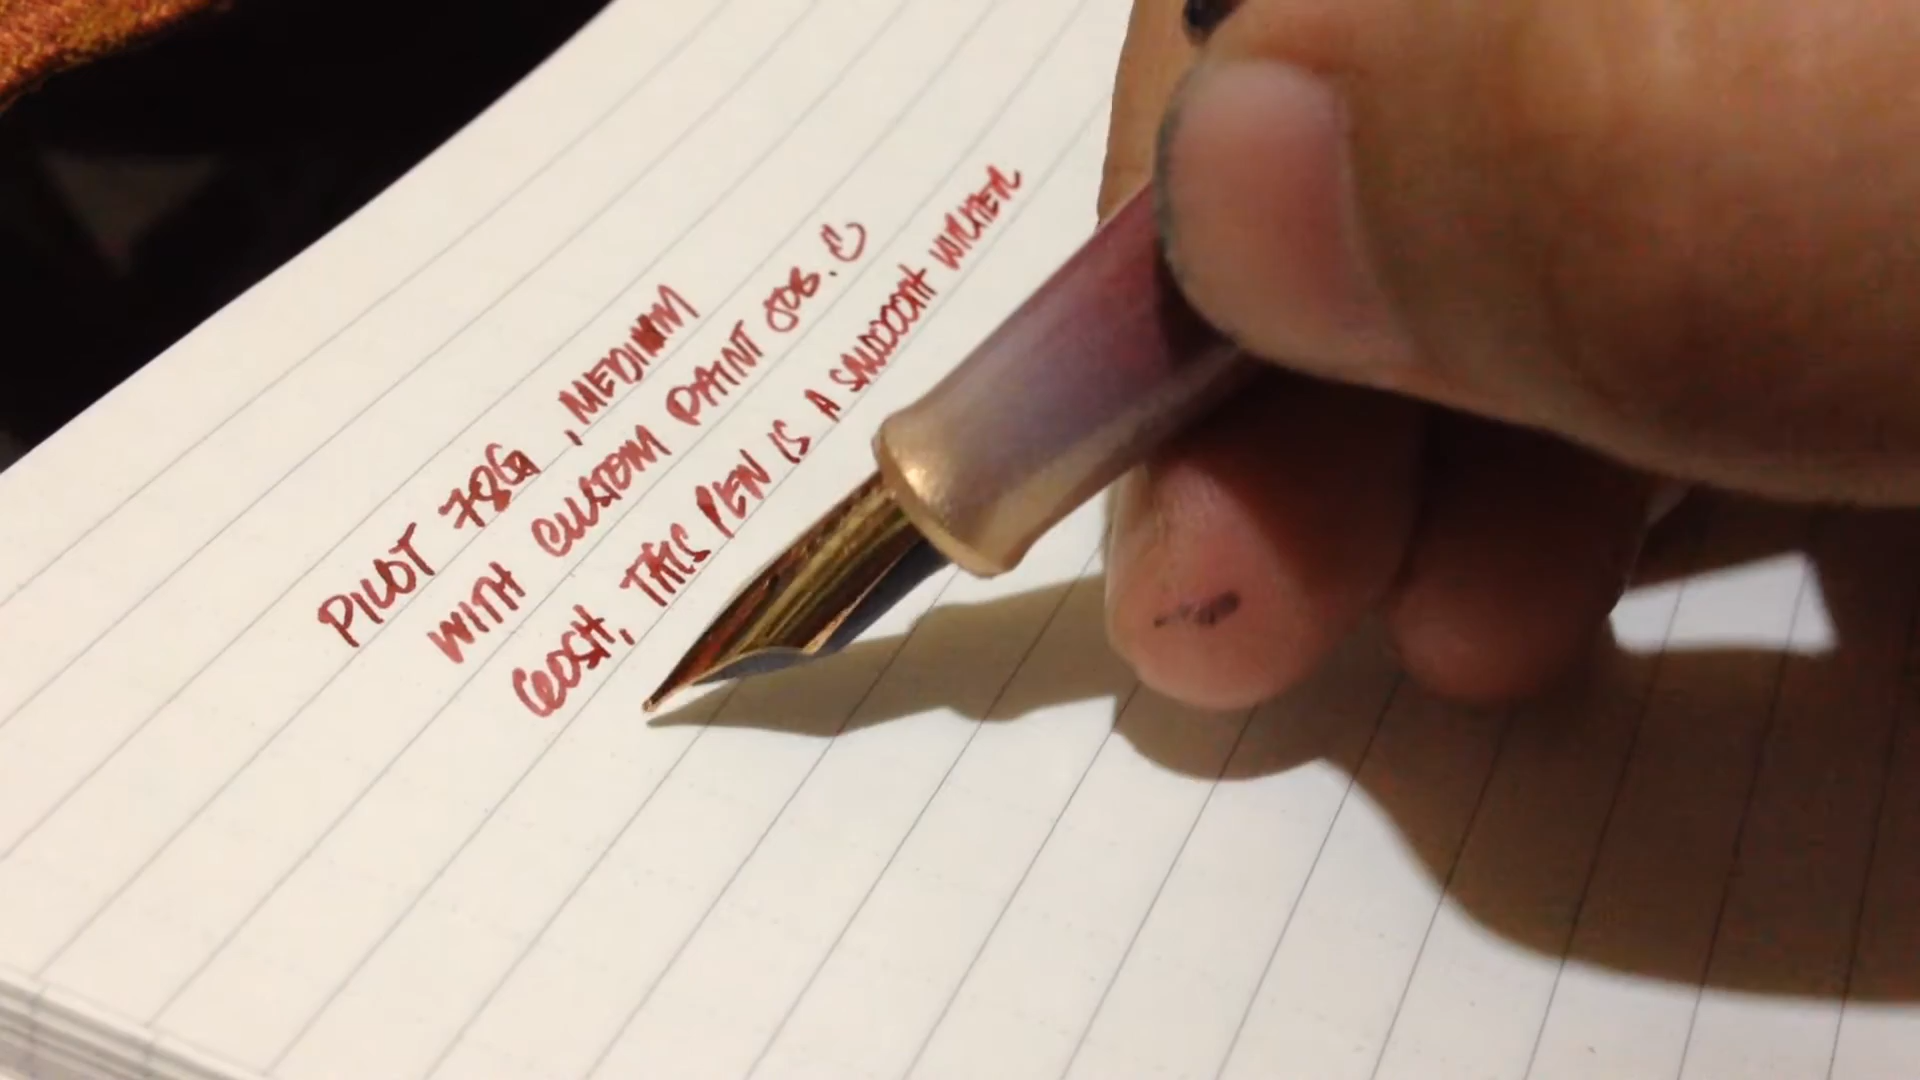 PILOT 78G, MEDIUM
WITH CUSTOM PAINT JOB.
GOSH, THIS PEN IS A SMOOOOTH WRITER